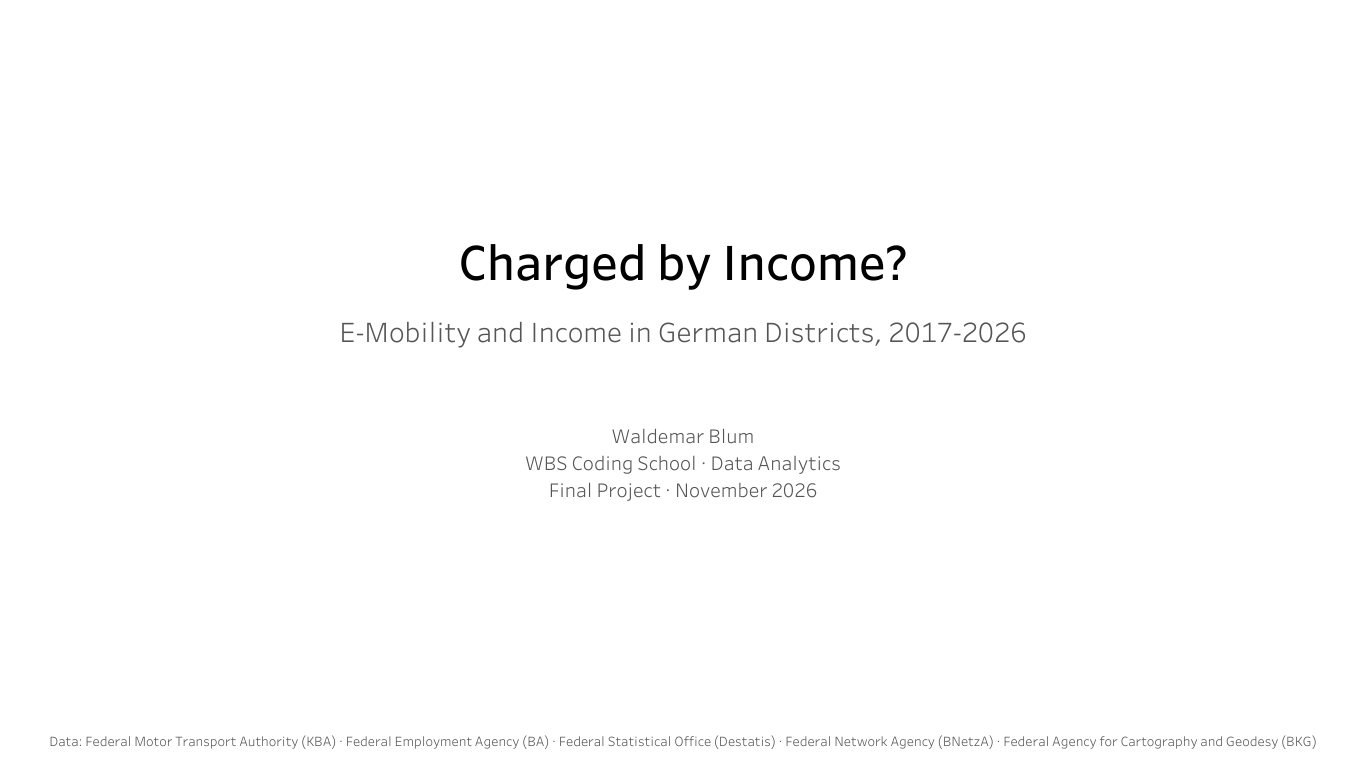 Charged by Income?
E-Mobility and Income in German Districts, 2017-2026
Waldemar Blum
WBS Coding School · Data Analytics
Final Project · November 2026
Data: Federal Motor Transport Authority (KBA) · Federal Employment Agency (BA) · Federal Statistical Office (Destatis) · Federal Network Agency (BNetzA) · Federal Agency for Cartography and Geodesy (BKG)